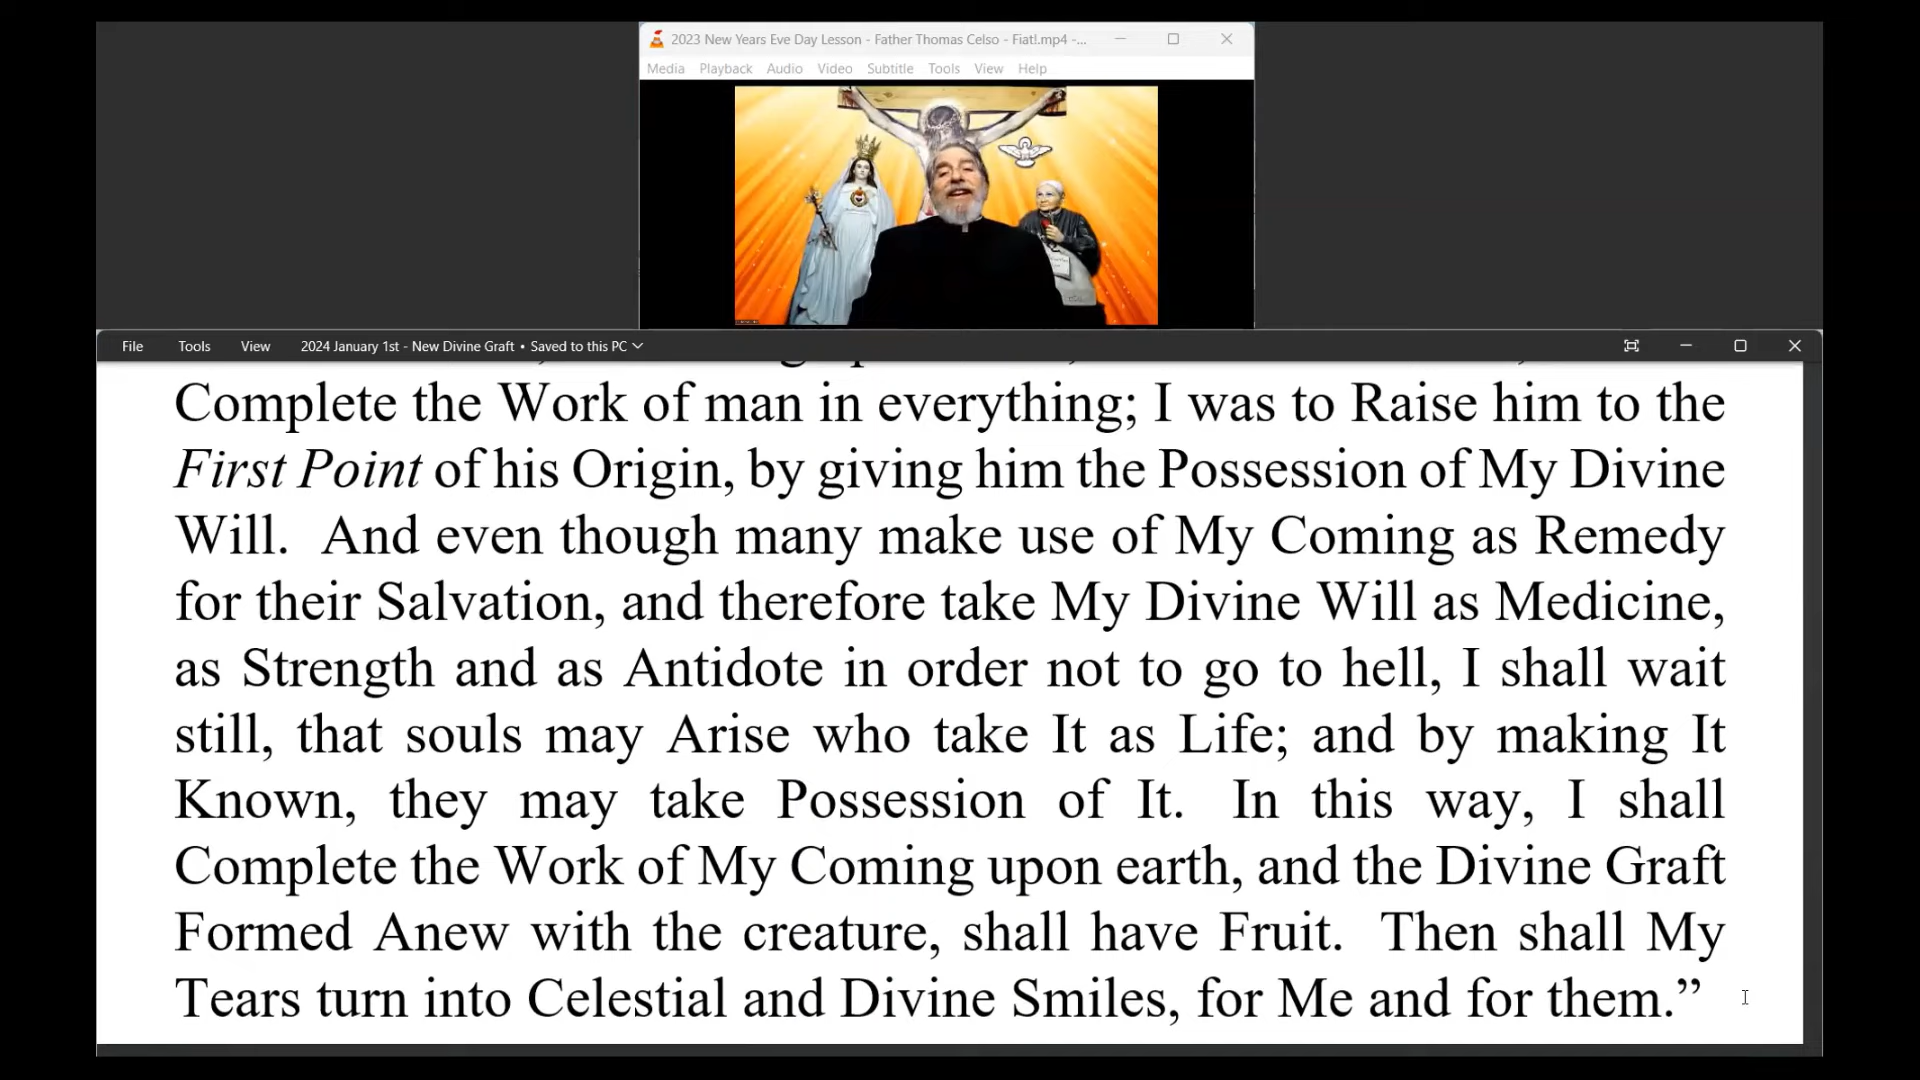 2023 New Years Eve Day Lesson - Father Thomas Celso - Fiat!.mp4 -...
Media Playback Audio Video Subtitle Tools View Help
File Tools View 2024 January 1st - New Divine Graft • Saved to this PC
Complete the Work of man in everything; I was to Raise him to the
First Point of his Origin, by giving him the Possession of My Divine
Will. And even though many make use of My Coming as Remedy
for their Salvation, and therefore take My Divine Will as Medicine,
as Strength and as Antidote in order not to go to hell, I shall wait
still, that souls may Arise who take It as Life; and by making It
Known, they may take Possession of It. In this way, I shall
Complete the Work of My Coming upon earth, and the Divine Graft
Formed Anew with the creature, shall have Fruit. Then shall My
Tears turn into Celestial and Divine Smiles, for Me and for them.”